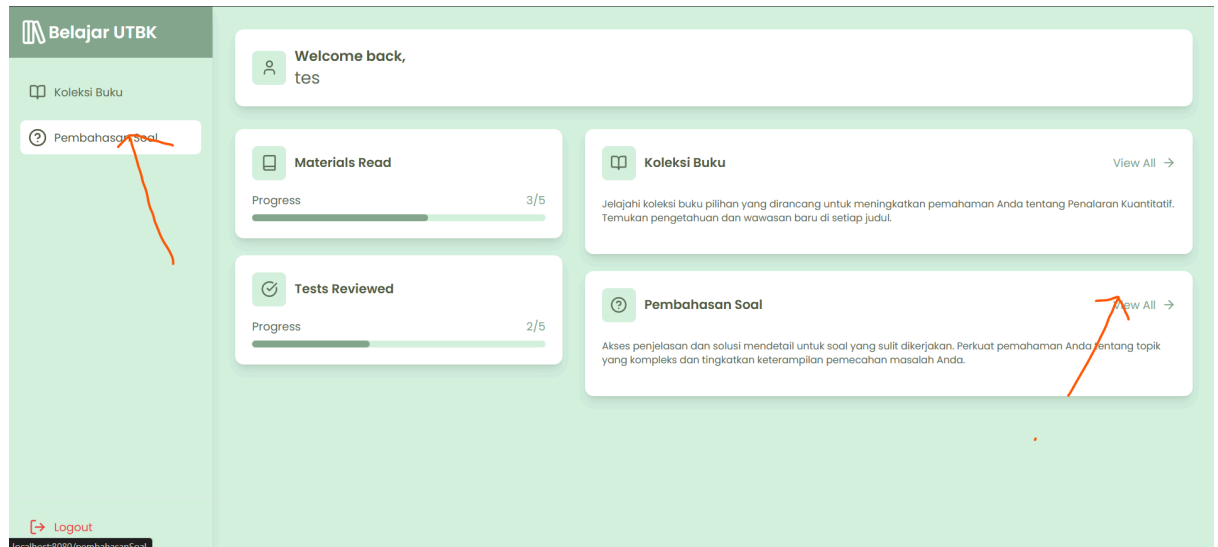 Belajar UTBK
Koleksi Buku
Pembahasan Soal
Logout
localhost:8080/pembahasanSoal
Welcome back,
tes
Materials Read
Progress 3/5
Tests Reviewed
Progress 2/5
Koleksi Buku View All
Jelajahi koleksi buku pilihan yang dirancang untuk meningkatkan pemahaman Anda tentang Penalaran Kuantitatif.
Temukan pengetahuan dan wawasan baru di setiap judul.
Pembahasan Soal View All
Akses penjelasan dan solusi mendetail untuk soal yang sulit dikerjakan. Perkuat pemahaman Anda tentang topik
yang kompleks dan tingkatkan keterampilan pemecahan masalah Anda.